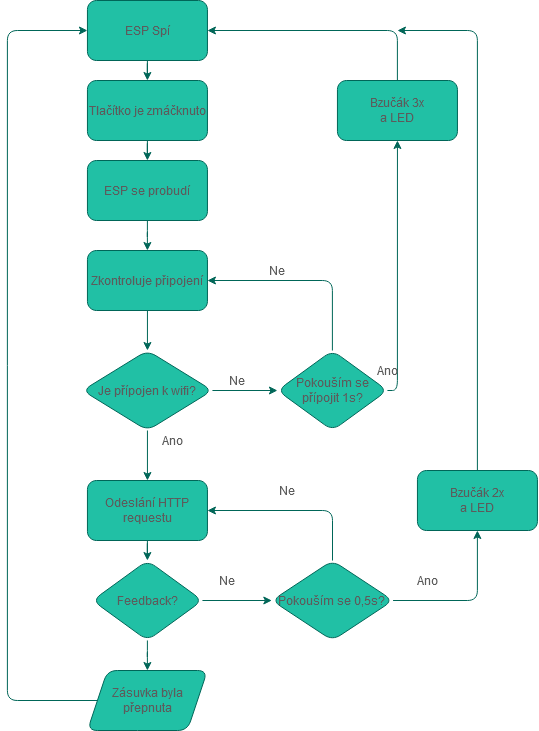 ESP Spí
Tlačítko je zmáčknuto
Bzučák 3x
a LED
ESP se probudí
Zkontroluje připojení
Ne
Je přípojen k wifi?
Ne
Pokouším se
přípojit 1s?
Ano
Ano
Odeslání HTTP
requestu
Ne
Bzučák 2x
a LED
Feedback?
Ne
Pokouším se 0,5s?
Ano
Zásuvka byla
přepnuta